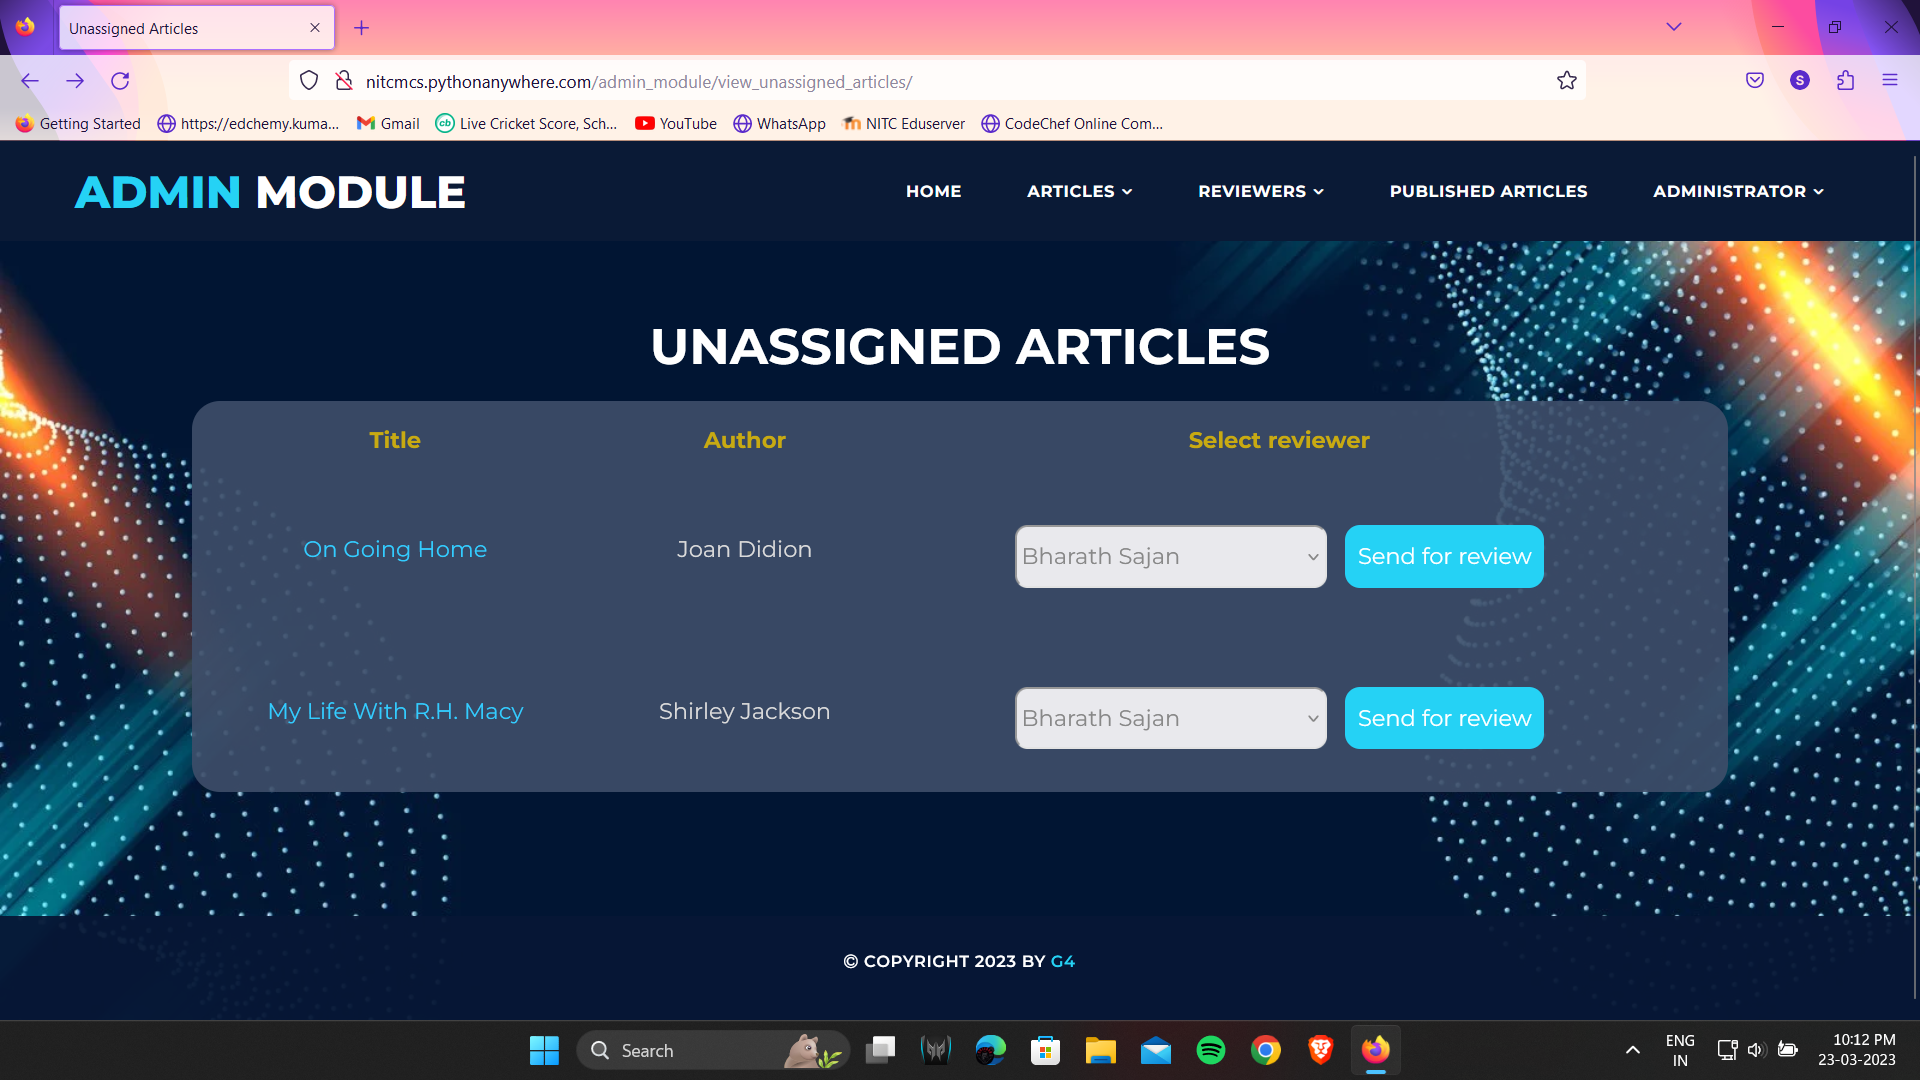 Unassigned Articles
nitcmcs.pythonanywhere.com/admin_module/view_unassigned_articles/
S
Getting Started https://edchemy.kuma... Gmail cb Live Cricket Score, Sch... YouTube WhatsApp NITC Eduserver CodeChef Online Com...
ADMIN MODULE HOME ARTICLES REVIEWERS PUBLISHED ARTICLES ADMINISTRATOR
UNASSIGNED ARTICLES
Title Author Select reviewer
On Going Home Joan Didion Bharath Sajan Send for review
My Life With R.H. Macy Shirley Jackson Bharath Sajan Send for review
© COPYRIGHT 2023 BY G4
Search
ENG
IN
10:12 PM
23-03-2023